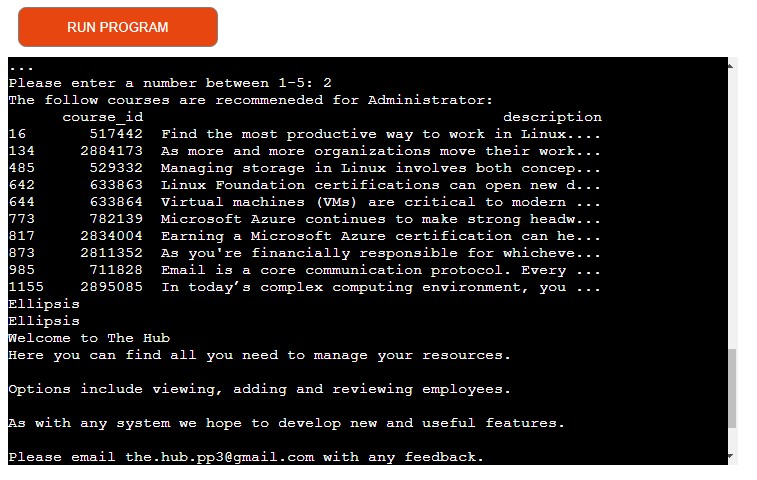 RUN PROGRAM
...
Please enter a number between 1-5: 2
The follow courses are recommeneded for Administrator:
course_id description
16 517442 Find the most productive way to work in Linux....
134 2884173 As more and more organizations move their work...
485 529332 Managing storage in Linux involves both concep...
642 633863 Linux Foundation certifications can open new d...
644 633864 Virtual machines (VMs) are critical to modern ...
773 782139 Microsoft Azure continues to make strong headw...
817 2834004 Earning a Microsoft Azure certification can he...
873 2811352 As you're financially responsible for whicheve...
985 711828 Email is a core communication protocol. Every ...
1155 2895085 In today’s complex computing environment, you ...
Ellipsis
Ellipsis
Welcome to The Hub
Here you can find all you need to manage your resources.
Options include viewing, adding and reviewing employees.
As with any system we hope to develop new and useful features.
Please email the.hub.pp3@gmail.com with any feedback.